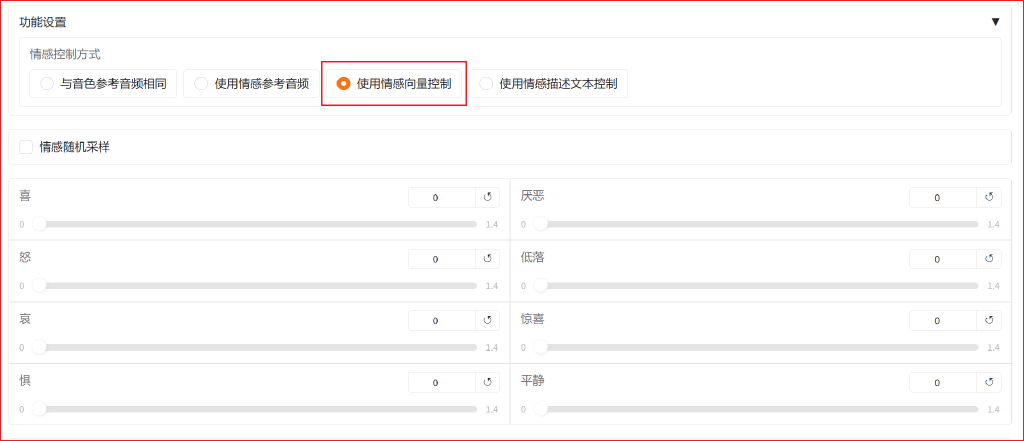 功能设置 ▼
情感控制方式
与音色参考音频相同 使用情感参考音频 使用情感向量控制 使用情感描述文本控制
情感随机采样
喜 0 ↺ 厌恶 0 ↺
0 1.4 0 1.4
怒 0 ↺ 低落 0 ↺
0 1.4 0 1.4
哀 0 ↺ 惊喜 0 ↺
0 1.4 0 1.4
惧 0 ↺ 平静 0 ↺
0 1.4 0 1.4